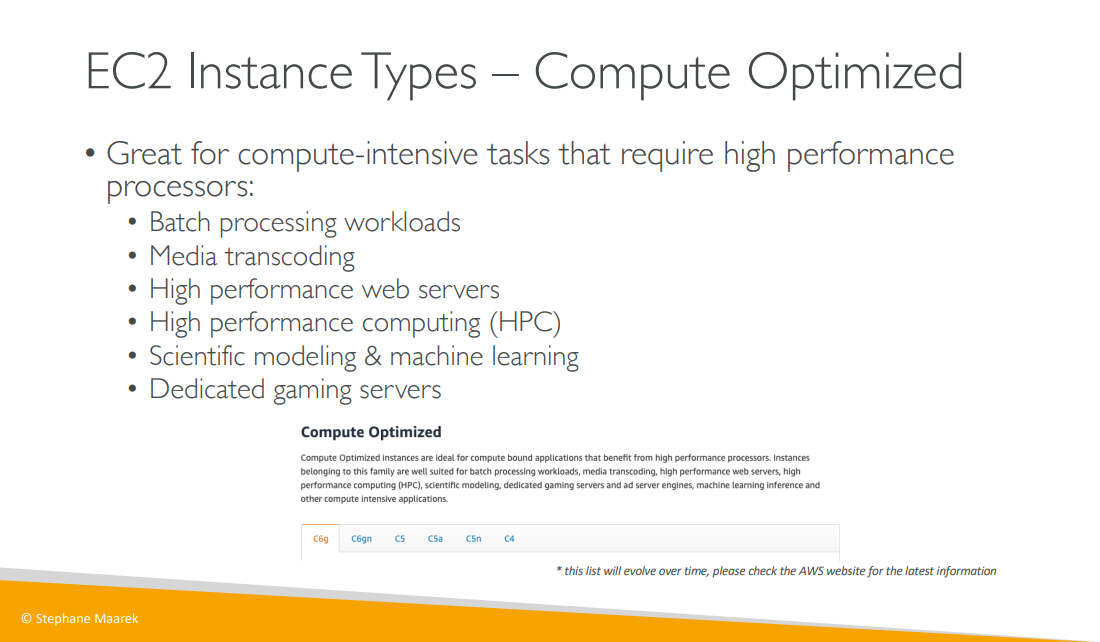 EC2 Instance Types – Compute Optimized
• Great for compute-intensive tasks that require high performance
processors:
• Batch processing workloads
• Media transcoding
• High performance web servers
• High performance computing (HPC)
• Scientific modeling & machine learning
• Dedicated gaming servers
Compute Optimized
Compute Optimized instances are ideal for compute bound applications that benefit from high performance processors. Instances
belonging to this family are well suited for batch processing workloads, media transcoding, high performance web servers, high
performance computing (HPC), scientific modeling, dedicated gaming servers and ad server engines, machine learning inference and
other compute intensive applications.
C6g C6gn C5 C5a C5n C4
* this list will evolve over time, please check the AWS website for the latest information
© Stephane Maarek